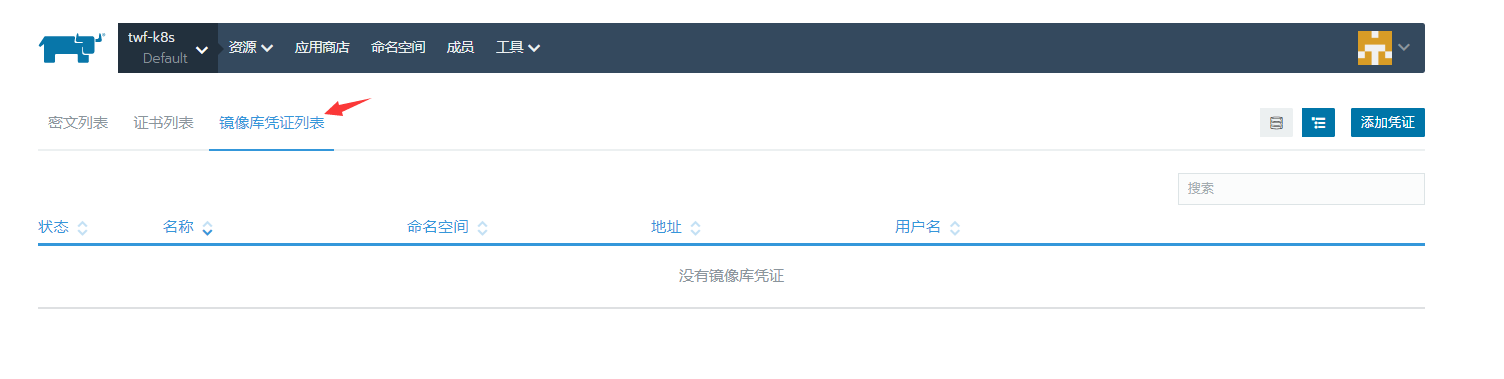 twf-k8s
Default
资源 应用商店 命名空间 成员 工具
密文列表 证书列表 镜像库凭证列表 添加凭证
搜索
状态 名称 命名空间 地址 用户名
没有镜像库凭证